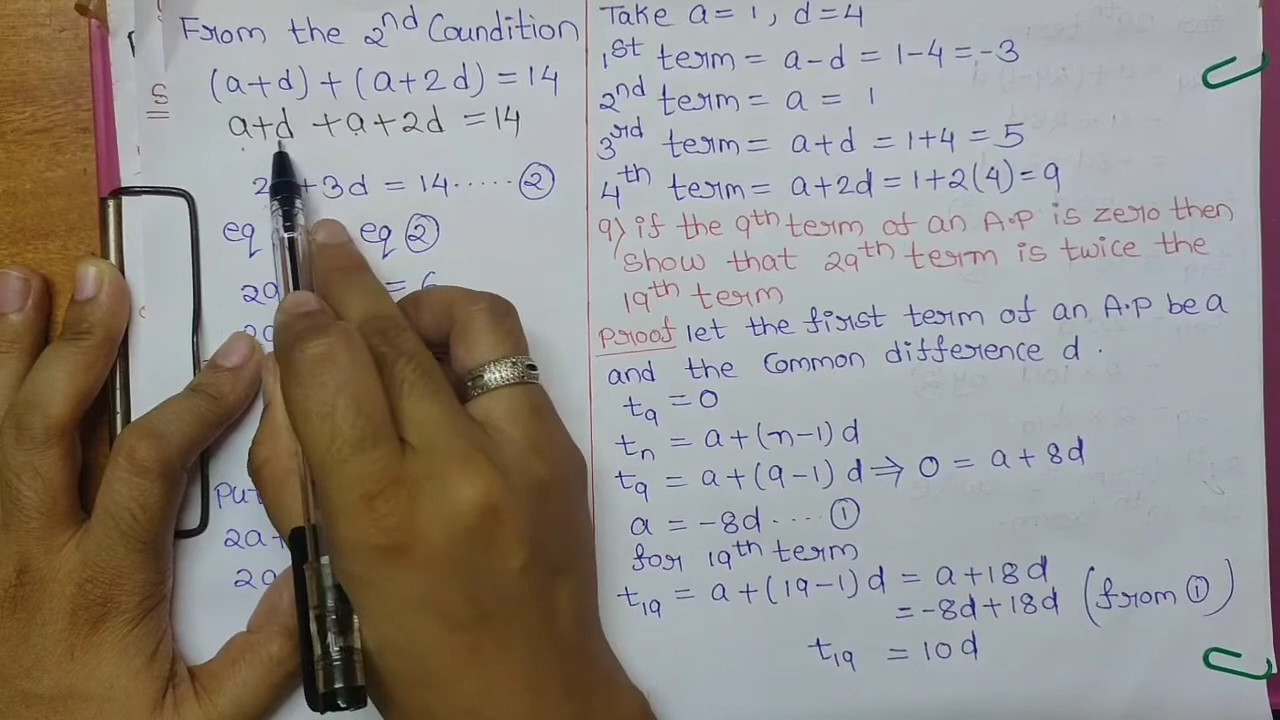 From the 2nd Coundition
(a+d) + (a+2d) = 14
S
a+d + a+2d = 14
+3d = 14 ..... ②
eq eq ②
= 6
Take a = 1, d = 4
1st term = a-d = 1-4 = -3
2nd term = a = 1
3rd term = a+d = 1+4 = 5
4th term = a+2d = 1+2(4) = 9
9) if the 9th term of an A.P is zero then
show that 29th term is twice the
19th term
Proof let the first term of an A.P be a
and the Common difference d.
t9 = 0
tn = a+(n-1)d
t9 = a+(9-1)d ⇒ 0 = a+8d
a = -8d .... ①
for 19th term
t19 = a+(19-1)d = a+18d
= -8d+18d (from ①)
t19 = 10d